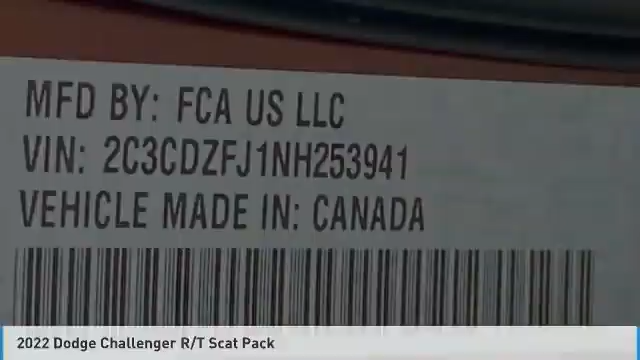 MFD BY: FCA US LLC
VIN: 2C3CDZFJ1NH253941
VEHICLE MADE IN: CANADA
2022 Dodge Challenger R/T Scat Pack